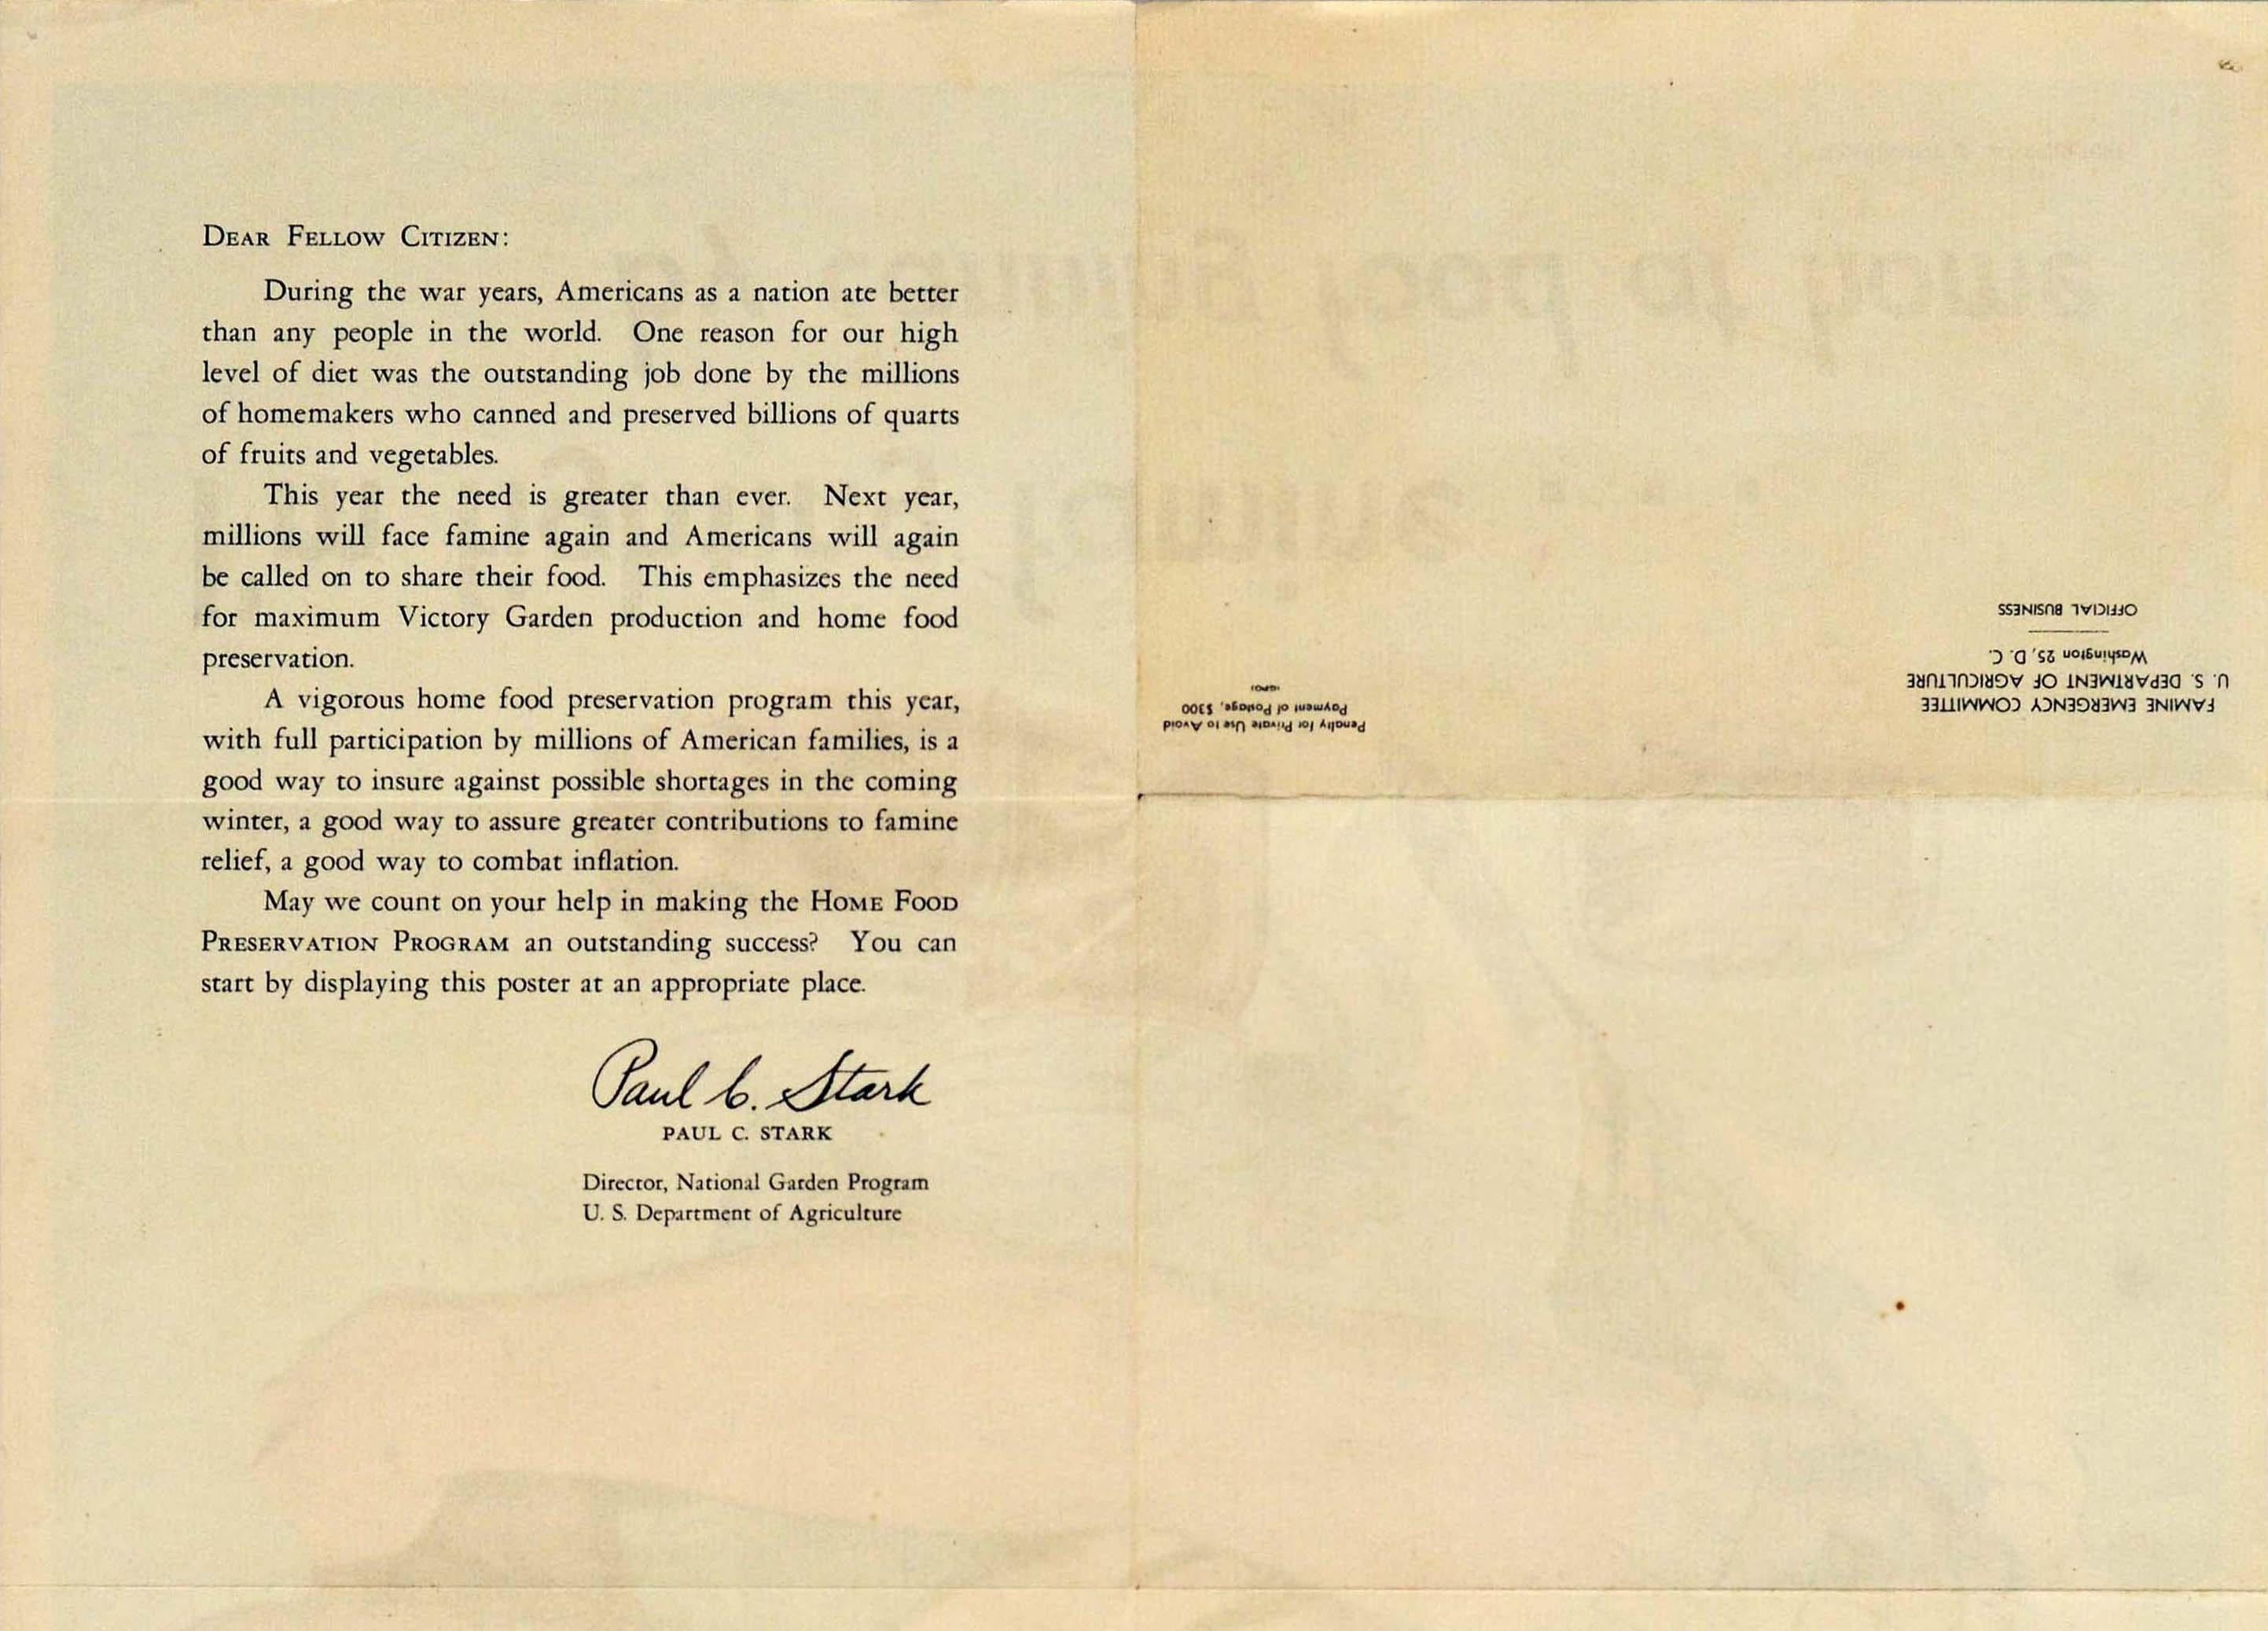 DEAR FELLOW CITIZEN:
During the war years, Americans as a nation ate better
than any people in the world. One reason for our high
level of diet was the outstanding job done by the millions
of homemakers who canned and preserved billions of quarts
of fruits and vegetables.
This year the need is greater than ever. Next year,
millions will face famine again and Americans will again
be called on to share their food. This emphasizes the need
for maximum Victory Garden production and home food
preservation.
A vigorous home food preservation program this year,
with full participation by millions of American families, is a
good way to insure against possible shortages in the coming
winter, a good way to assure greater contributions to famine
relief, a good way to combat inflation.
May we count on your help in making the HOME FOOD
PRESERVATION PROGRAM an outstanding success? You can
start by displaying this poster at an appropriate place.
Paul C. Stark
PAUL C. STARK
Director, National Garden Program
U. S. Department of Agriculture
FAMINE EMERGENCY COMMITTEE
U. S. DEPARTMENT OF AGRICULTURE
Washington 25, D. C.
OFFICIAL BUSINESS
Penalty for Private Use to Avoid
Payment of Postage, $300
(GPO)